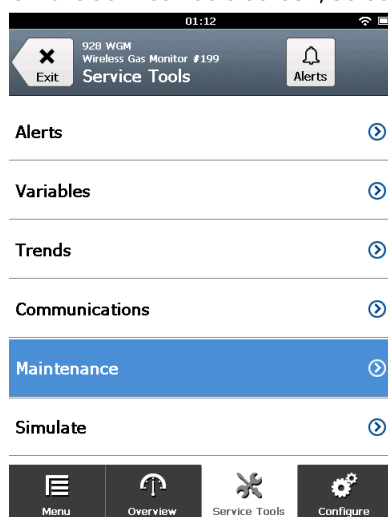 01:12
928 WGM
Wireless Gas Monitor #199
Exit
Service Tools
Alerts
Alerts
Variables
Trends
Communications
Maintenance
Simulate
Menu
Overview
Service Tools
Configure